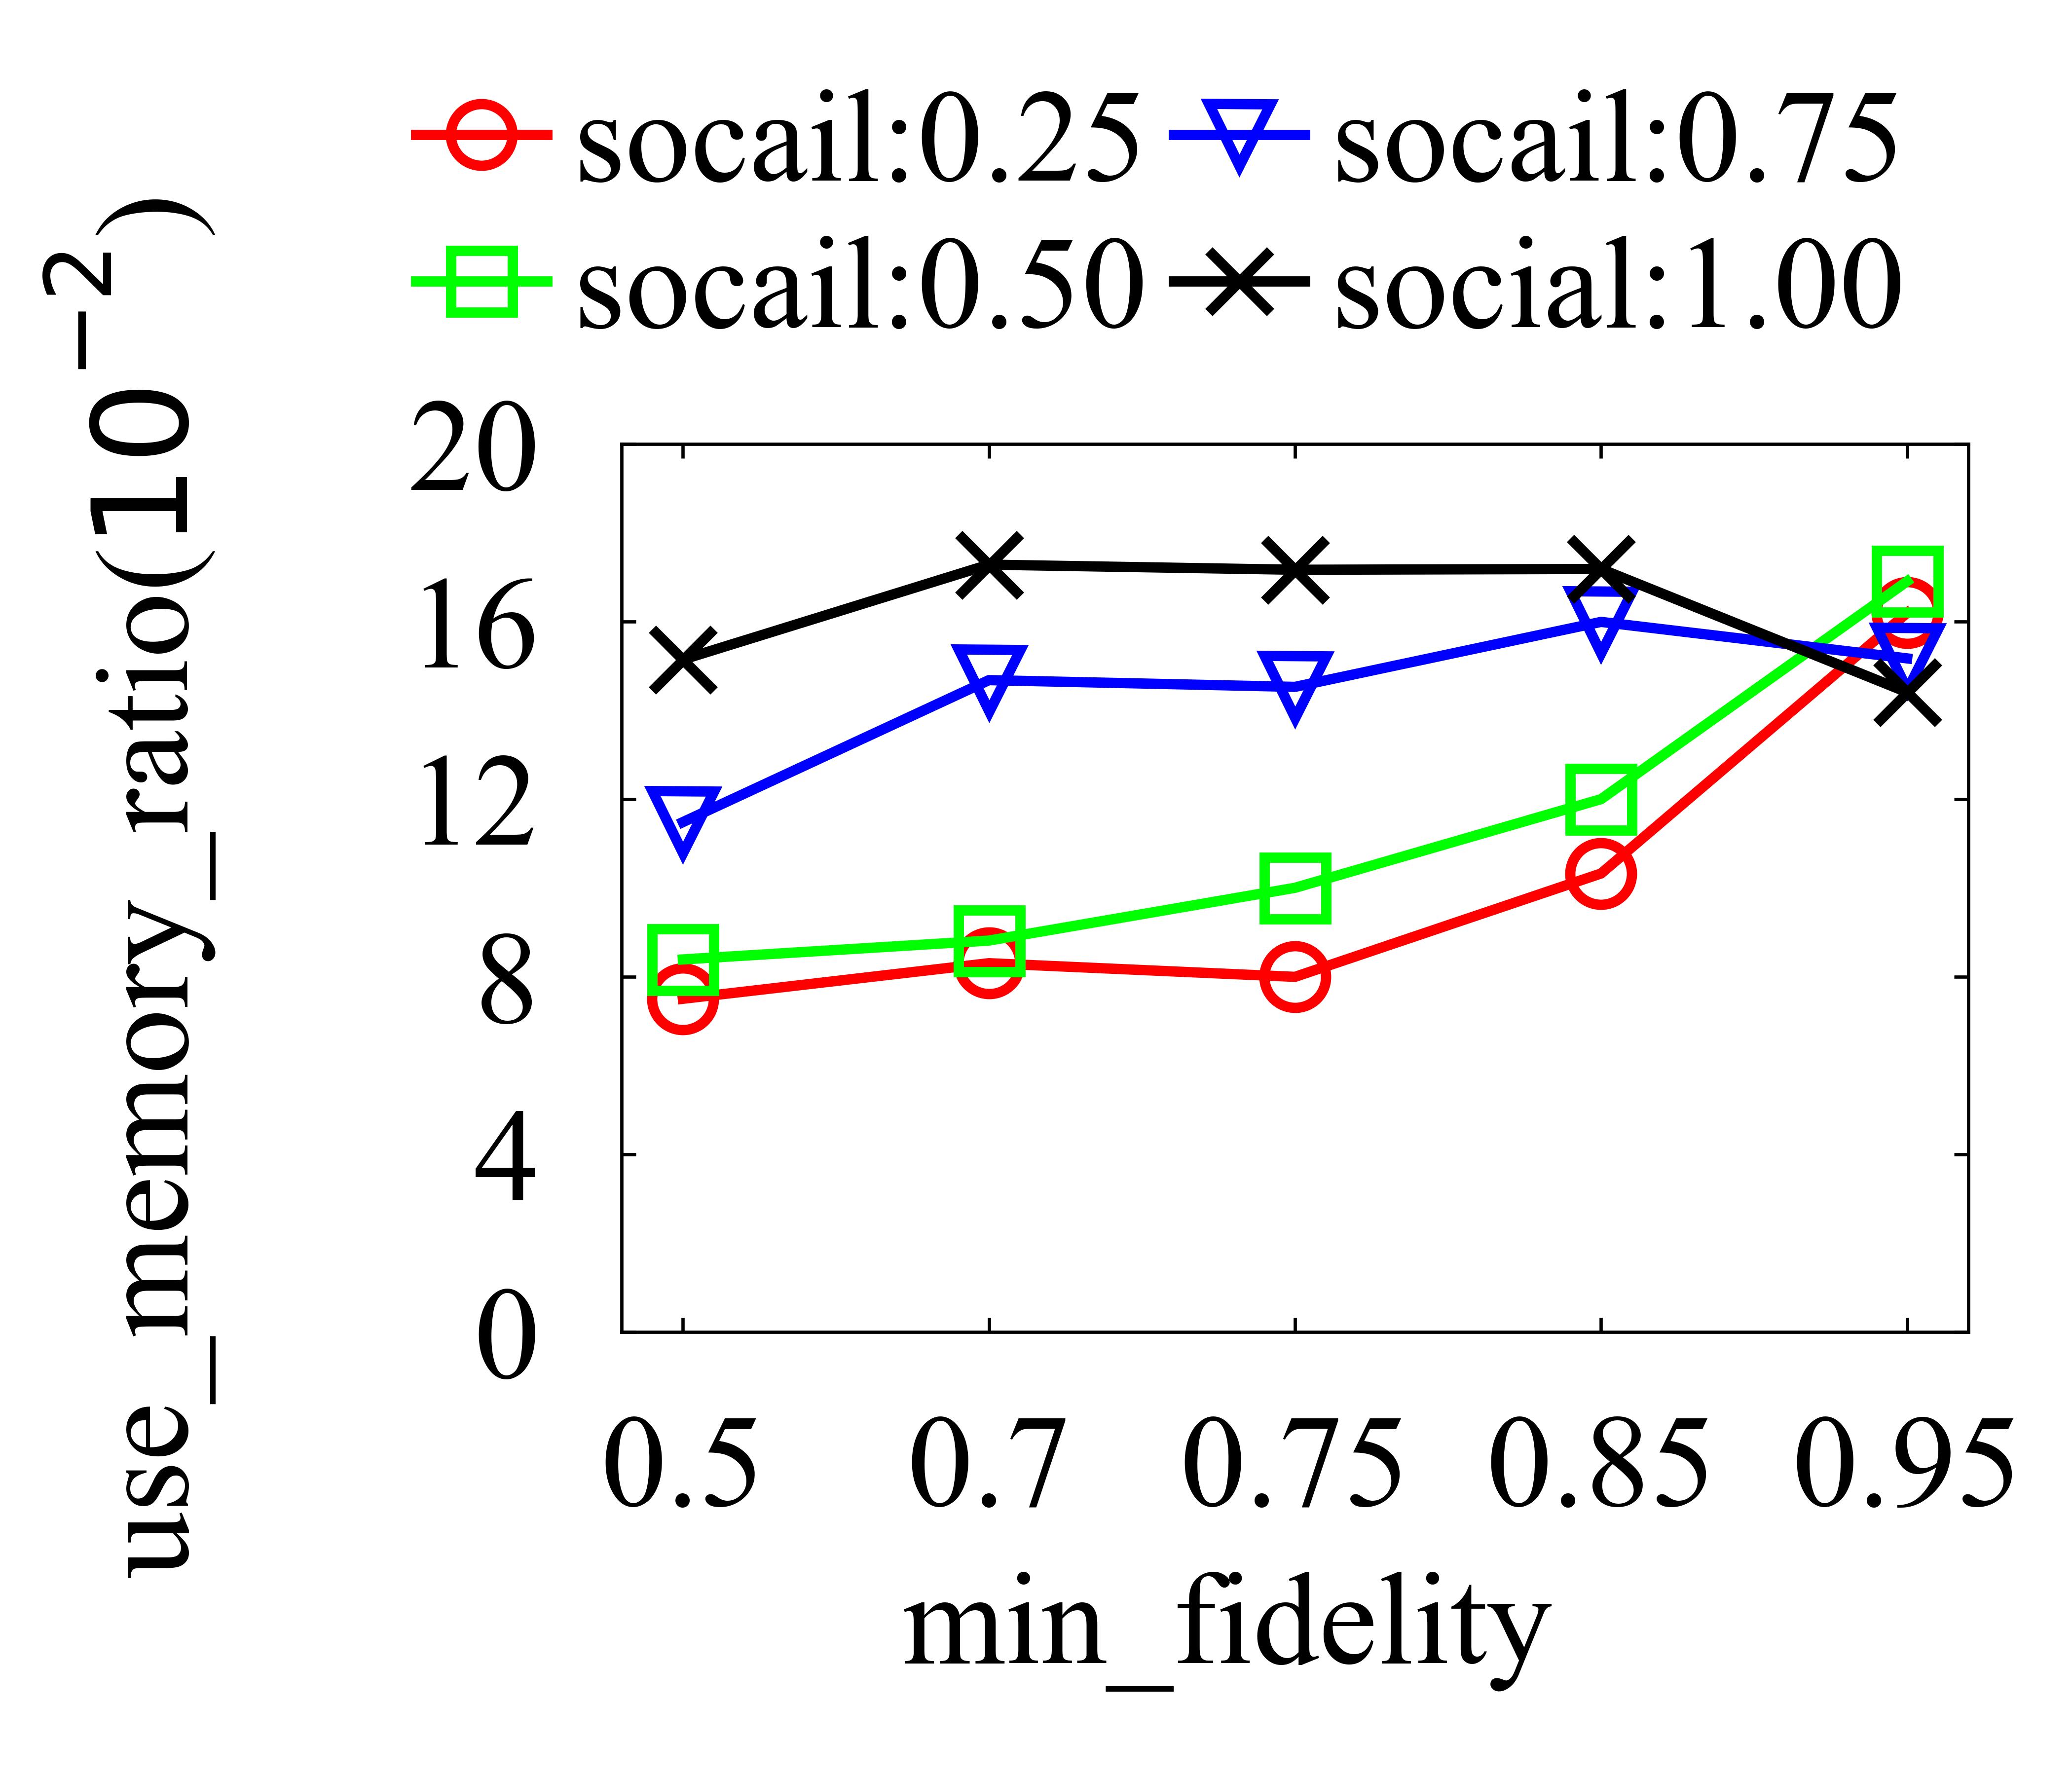 socail:0.25 socail:0.75
socail:0.50 social:1.00
use_memory_ratio(10⁻²)
20
16
12
8
4
0
0.5 0.7 0.75 0.85 0.95
min_fidelity